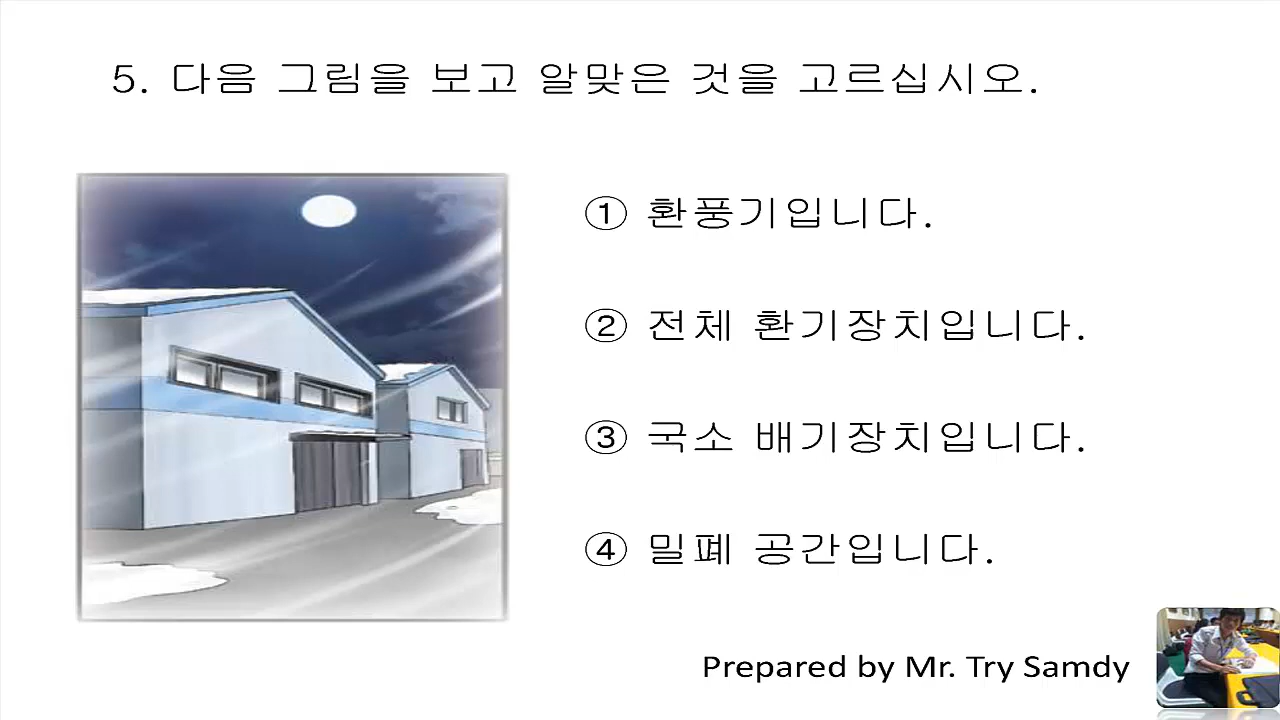 5. 다음 그림을 보고 알맞은 것을 고르십시오.
① 환풍기입니다.
② 전체 환기장치입니다.
③ 국소 배기장치입니다.
④ 밀폐 공간입니다.
Prepared by Mr. Try Samdy